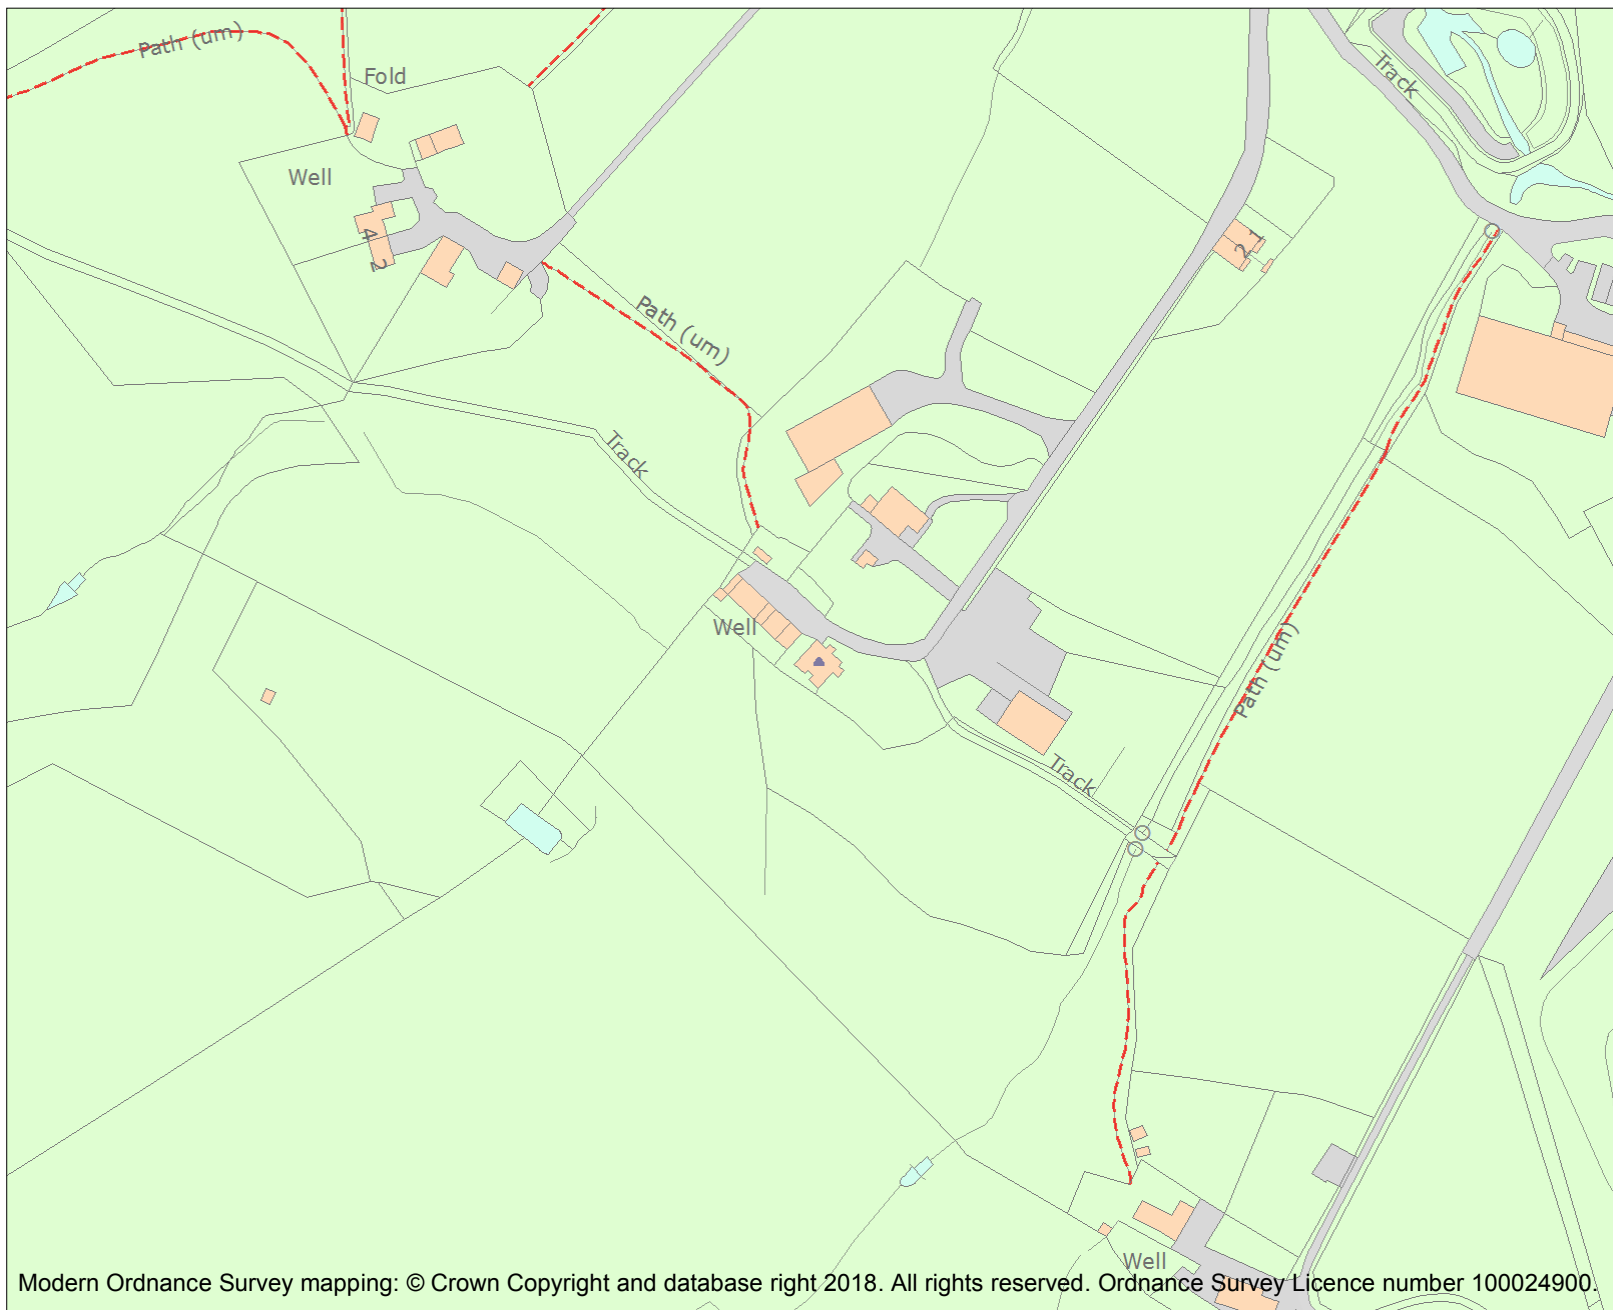 Path (um)
Fold
Track
Well
4
2
2 1
Path (um)
Track
Well
Path (um)
Track
Well
Modern Ordnance Survey mapping: © Crown Copyright and database right 2018. All rights reserved. Ordnance Survey Licence number 100024900.